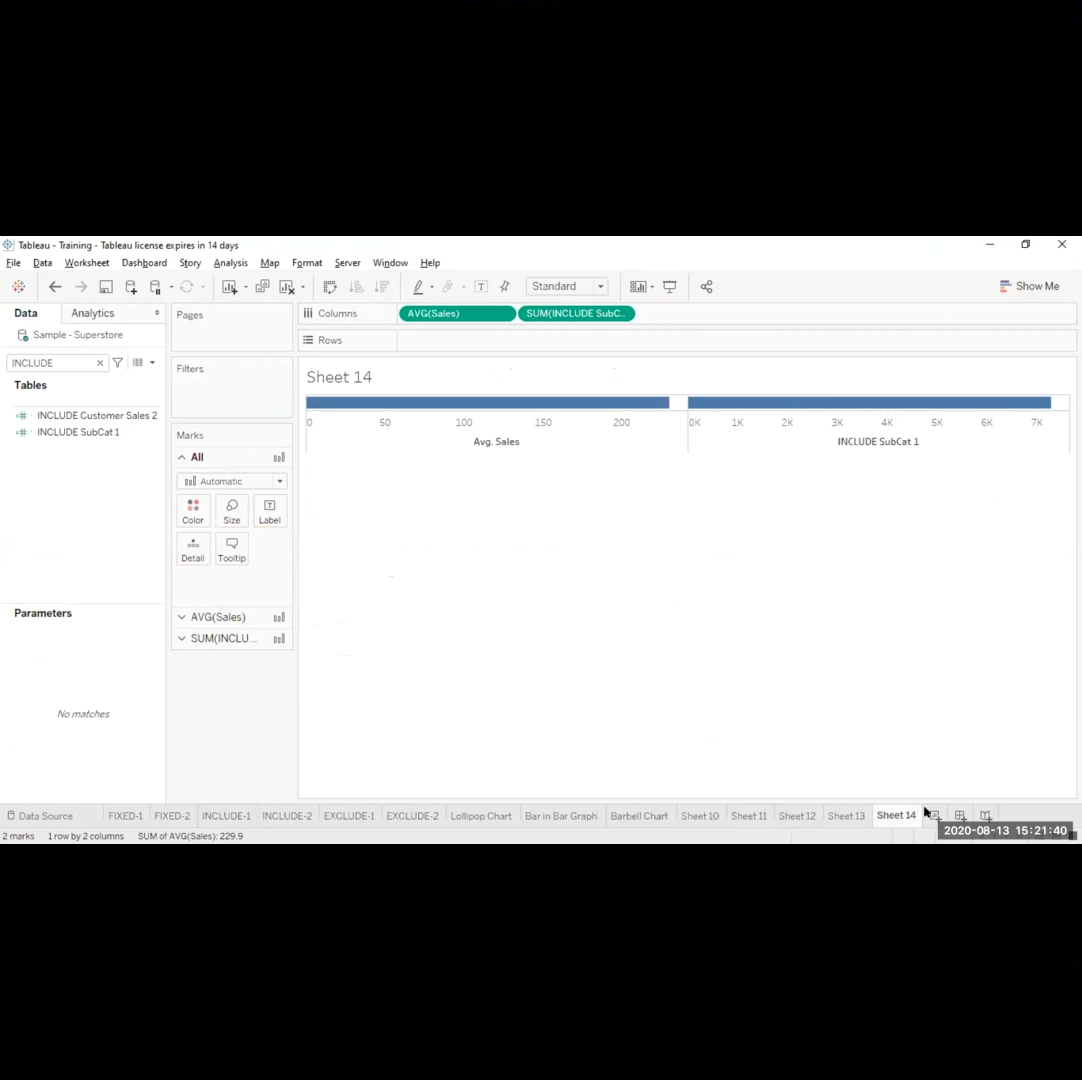 Tableau - Training - Tableau license expires in 14 days
File Data Worksheet Dashboard Story Analysis Map Format Server Window Help
Standard
Show Me
Data Analytics
Pages
Columns AVG(Sales) SUM(INCLUDE SubC..
Sample - Superstore
Rows
INCLUDE
Filters
Sheet 14
Tables
INCLUDE Customer Sales 2
INCLUDE SubCat 1
0 50 100 150 200
0K 1K 2K 3K 4K 5K 6K 7K
Avg. Sales
INCLUDE SubCat 1
Marks
All
Automatic
Color Size Label
Detail Tooltip
Parameters
AVG(Sales)
SUM(INCLU...
No matches
Data Source FIXED-1 FIXED-2 INCLUDE-1 INCLUDE-2 EXCLUDE-1 EXCLUDE-2 Lollipop Chart Bar in Bar Graph Barbell Chart Sheet 10 Sheet 11 Sheet 12 Sheet 13 Sheet 14
2 marks 1 row by 2 columns SUM of AVG(Sales): 229.9
2020-08-13 15:21:40